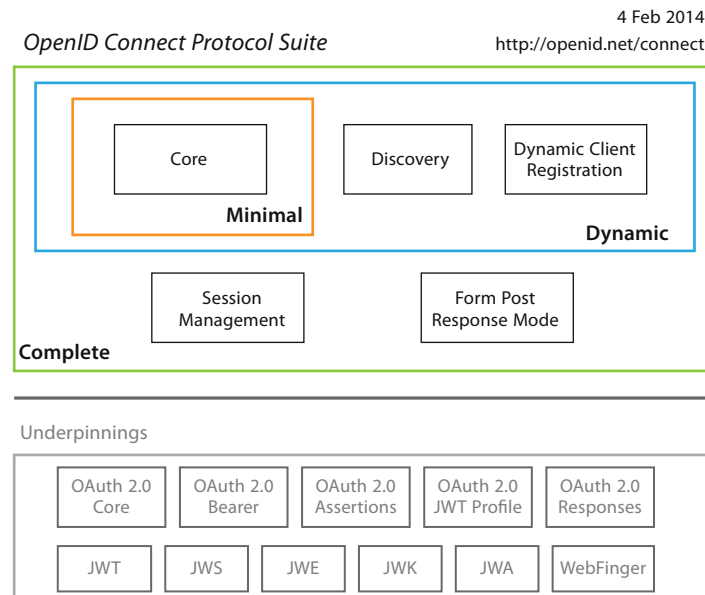 4 Feb 2014
OpenID Connect Protocol Suite
http://openid.net/connect
Core
Discovery
Dynamic Client
Registration
Minimal
Dynamic
Session
Management
Form Post
Response Mode
Complete
Underpinnings
OAuth 2.0
Core
OAuth 2.0
Bearer
OAuth 2.0
Assertions
OAuth 2.0
JWT Profile
OAuth 2.0
Responses
JWT
JWS
JWE
JWK
JWA
WebFinger